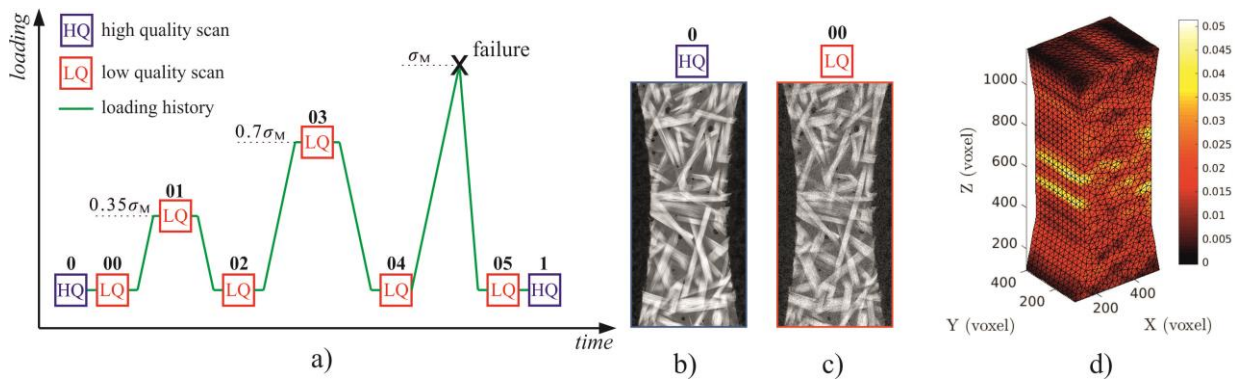 loading
HQ high quality scan
LQ low quality scan
loading history
σM
failure
03
0.7σM
LQ
01
0.35σM
LQ
0 00 02 04 05 1
HQ LQ LQ LQ LQ HQ
time
a)
0
HQ
b)
00
LQ
c)
1000
800
600
400
200
Z (voxel)
400
200
Y (voxel)
200
400
X (voxel)
0.05
0.045
0.04
0.035
0.03
0.025
0.02
0.015
0.01
0.005
0
d)